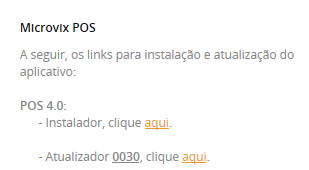 Microvix POS
A seguir, os links para instalação e atualização do
aplicativo:
POS 4.0:
- Instalador, clique aqui.
- Atualizador 0030, clique aqui.